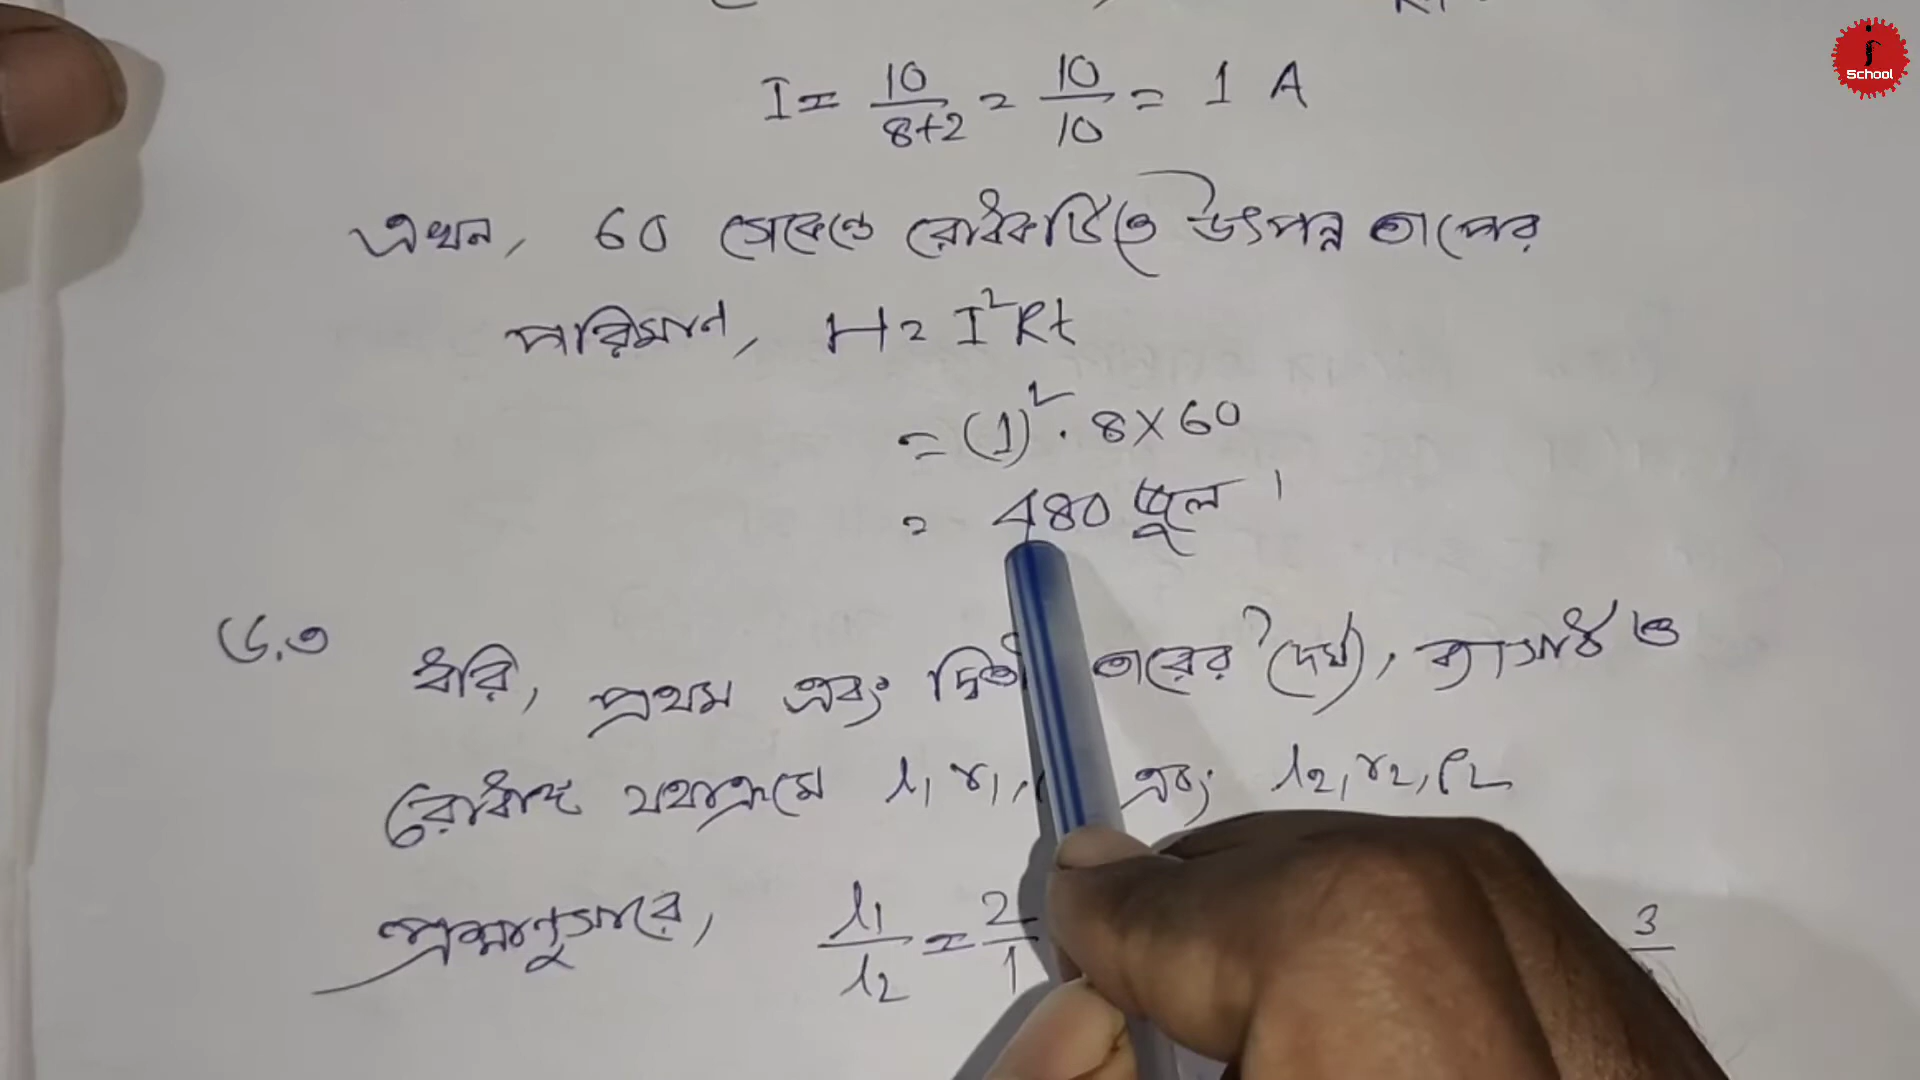 I = 10/8+2 = 10/10 = 1 A
এখন, 60 সেকেন্ডে রোধকটিতে উৎপন্ন তাপের
পরিমাণ, H = I²Rt
= (1)² · 8×60
= 480 জুল ।
৬.৩ ধরি, প্রথম এবং তারের দৈর্ঘ্য, ব্যাসার্ধ ও
রোধাঙ্ক যথাক্রমে l₁, r₁, এবং l₂, r₂, ρ₂
প্রশ্নানুসারে, l₁/l₂ = 2/1 3
School